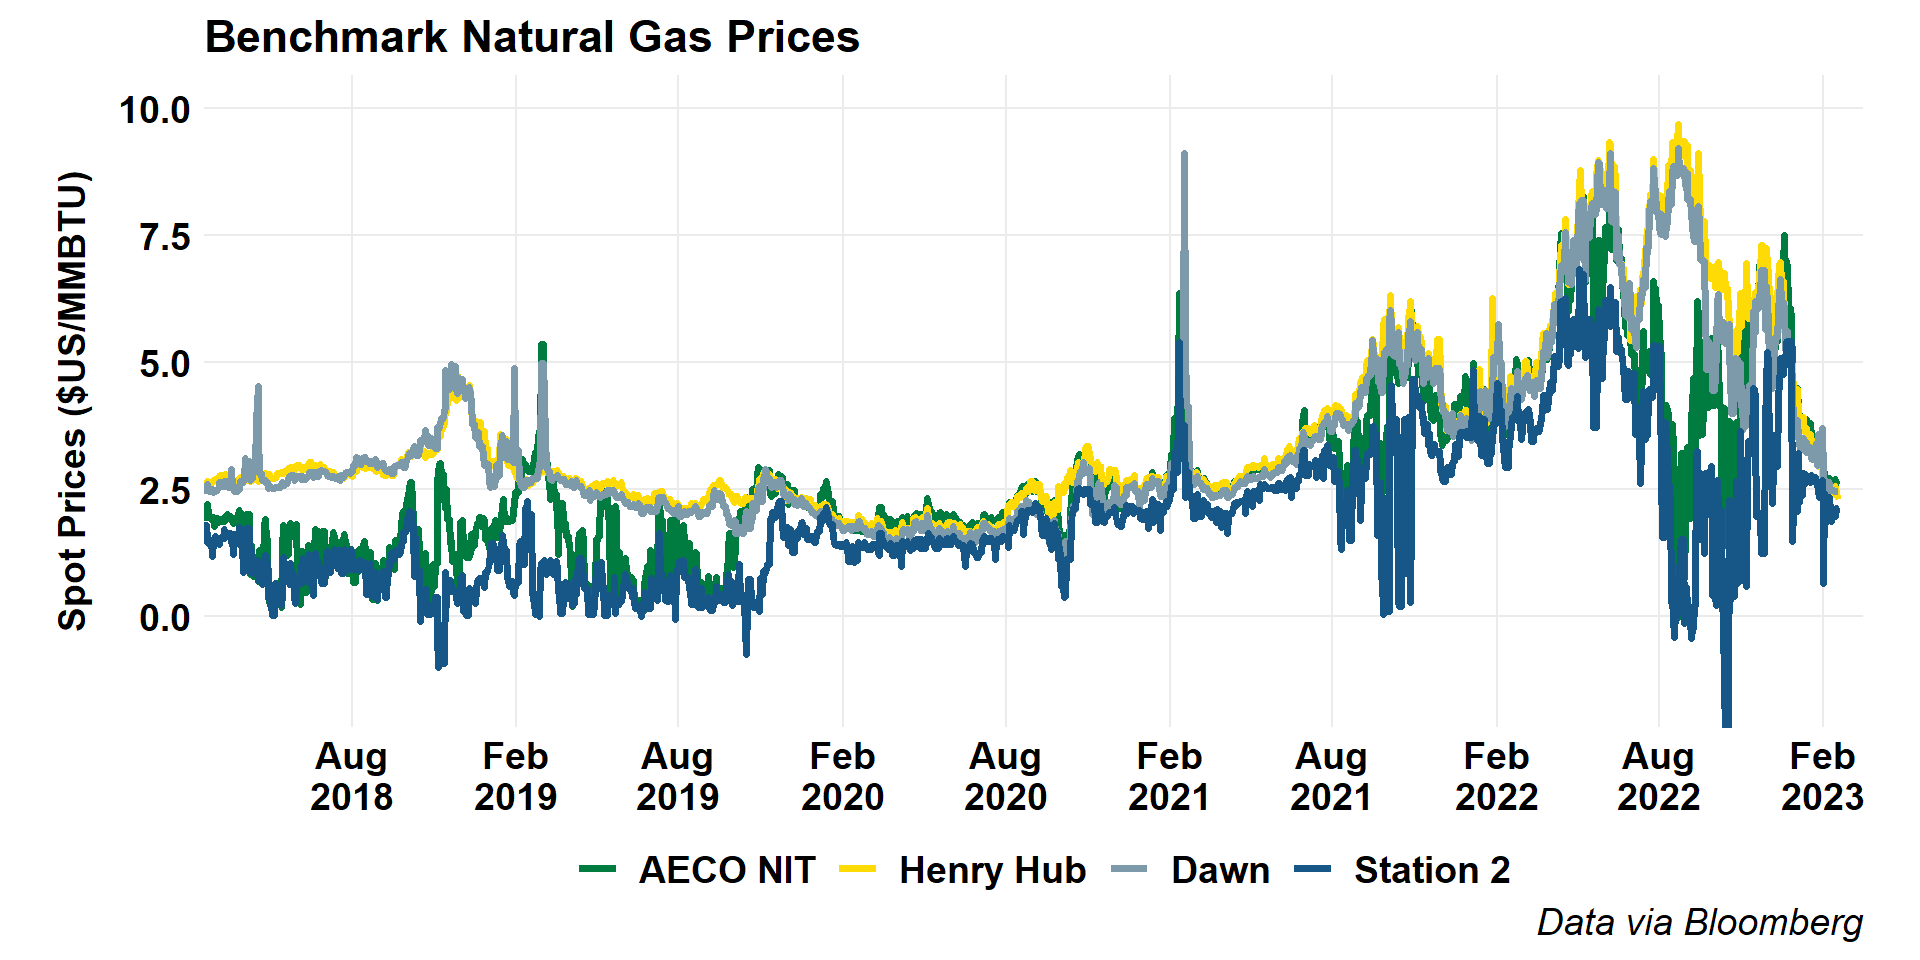 Benchmark Natural Gas Prices
Spot Prices ($US/MMBTU)
10.0
7.5
5.0
2.5
0.0
Aug Feb Aug Feb Aug Feb Aug Feb Aug Feb
2018 2019 2019 2020 2020 2021 2021 2022 2022 2023
AECO NIT Henry Hub Dawn Station 2
Data via Bloomberg